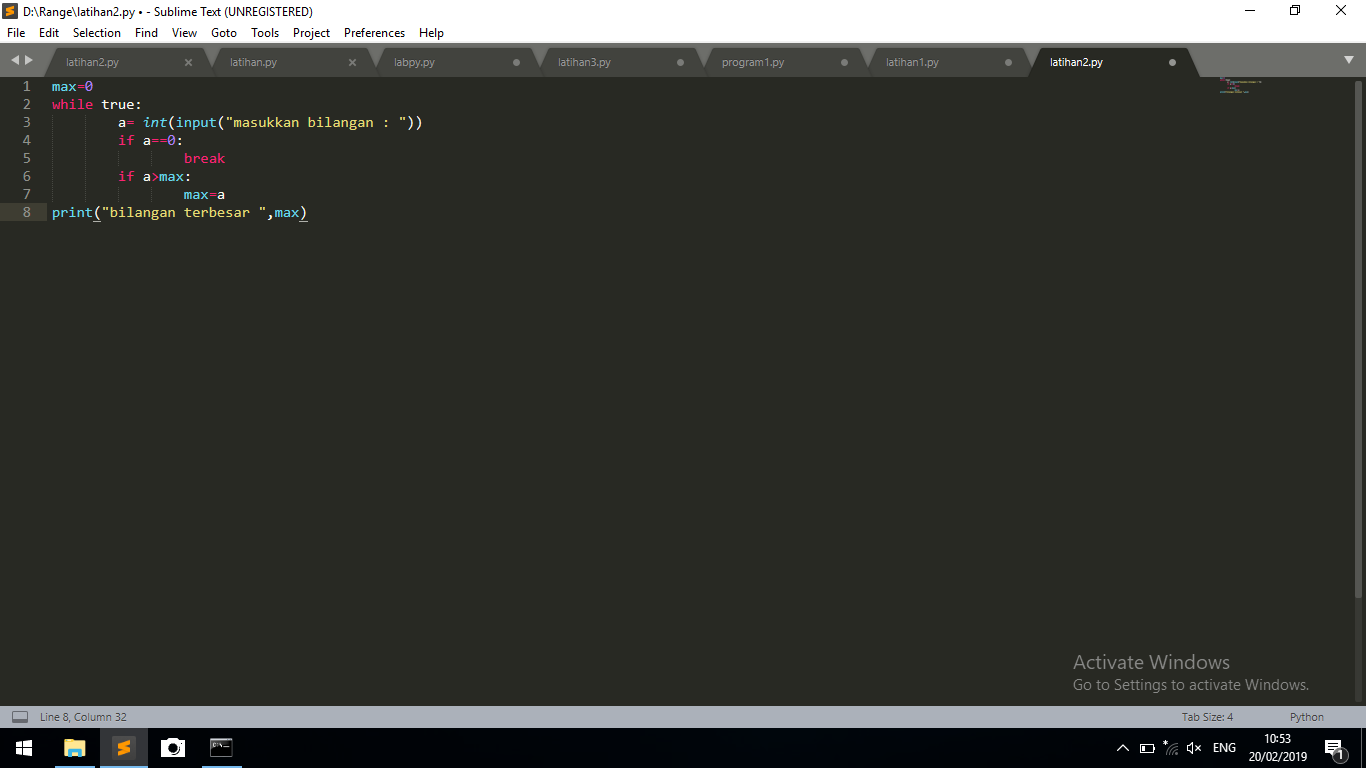 D:\Range\latihan2.py • - Sublime Text (UNREGISTERED)
File Edit Selection Find View Goto Tools Project Preferences Help
latihan2.py latihan.py labpy.py latihan3.py program1.py latihan1.py latihan2.py
1 max=0
2 while true:
3 a= int(input("masukkan bilangan : "))
4 if a==0:
5 break
6 if a>max:
7 max=a
8 print("bilangan terbesar ",max)
Activate Windows
Go to Settings to activate Windows.
Line 8, Column 32 Tab Size: 4 Python
ENG 10:53
20/02/2019 1